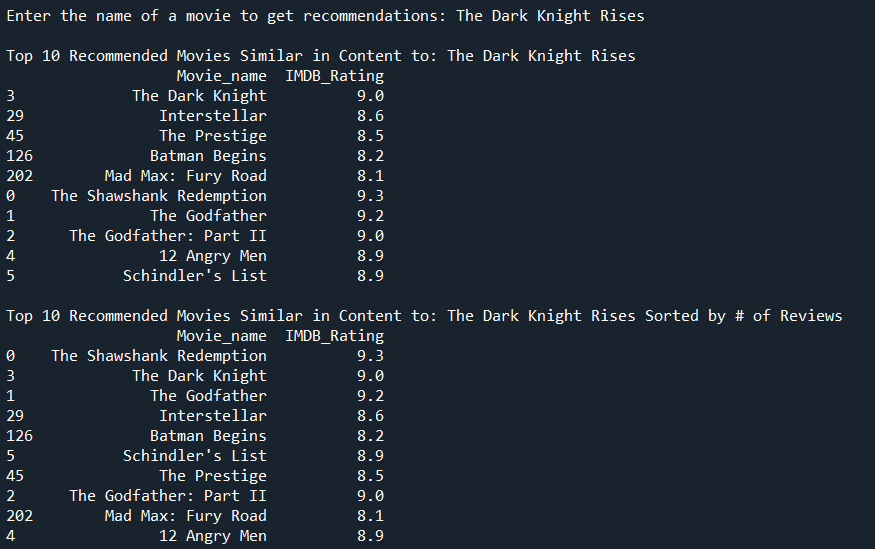 Enter the name of a movie to get recommendations: The Dark Knight Rises
Top 10 Recommended Movies Similar in Content to: The Dark Knight Rises
Movie_name IMDB_Rating
3 The Dark Knight 9.0
29 Interstellar 8.6
45 The Prestige 8.5
126 Batman Begins 8.2
202 Mad Max: Fury Road 8.1
0 The Shawshank Redemption 9.3
1 The Godfather 9.2
2 The Godfather: Part II 9.0
4 12 Angry Men 8.9
5 Schindler's List 8.9
Top 10 Recommended Movies Similar in Content to: The Dark Knight Rises Sorted by # of Reviews
Movie_name IMDB_Rating
0 The Shawshank Redemption 9.3
3 The Dark Knight 9.0
1 The Godfather 9.2
29 Interstellar 8.6
126 Batman Begins 8.2
5 Schindler's List 8.9
45 The Prestige 8.5
2 The Godfather: Part II 9.0
202 Mad Max: Fury Road 8.1
4 12 Angry Men 8.9